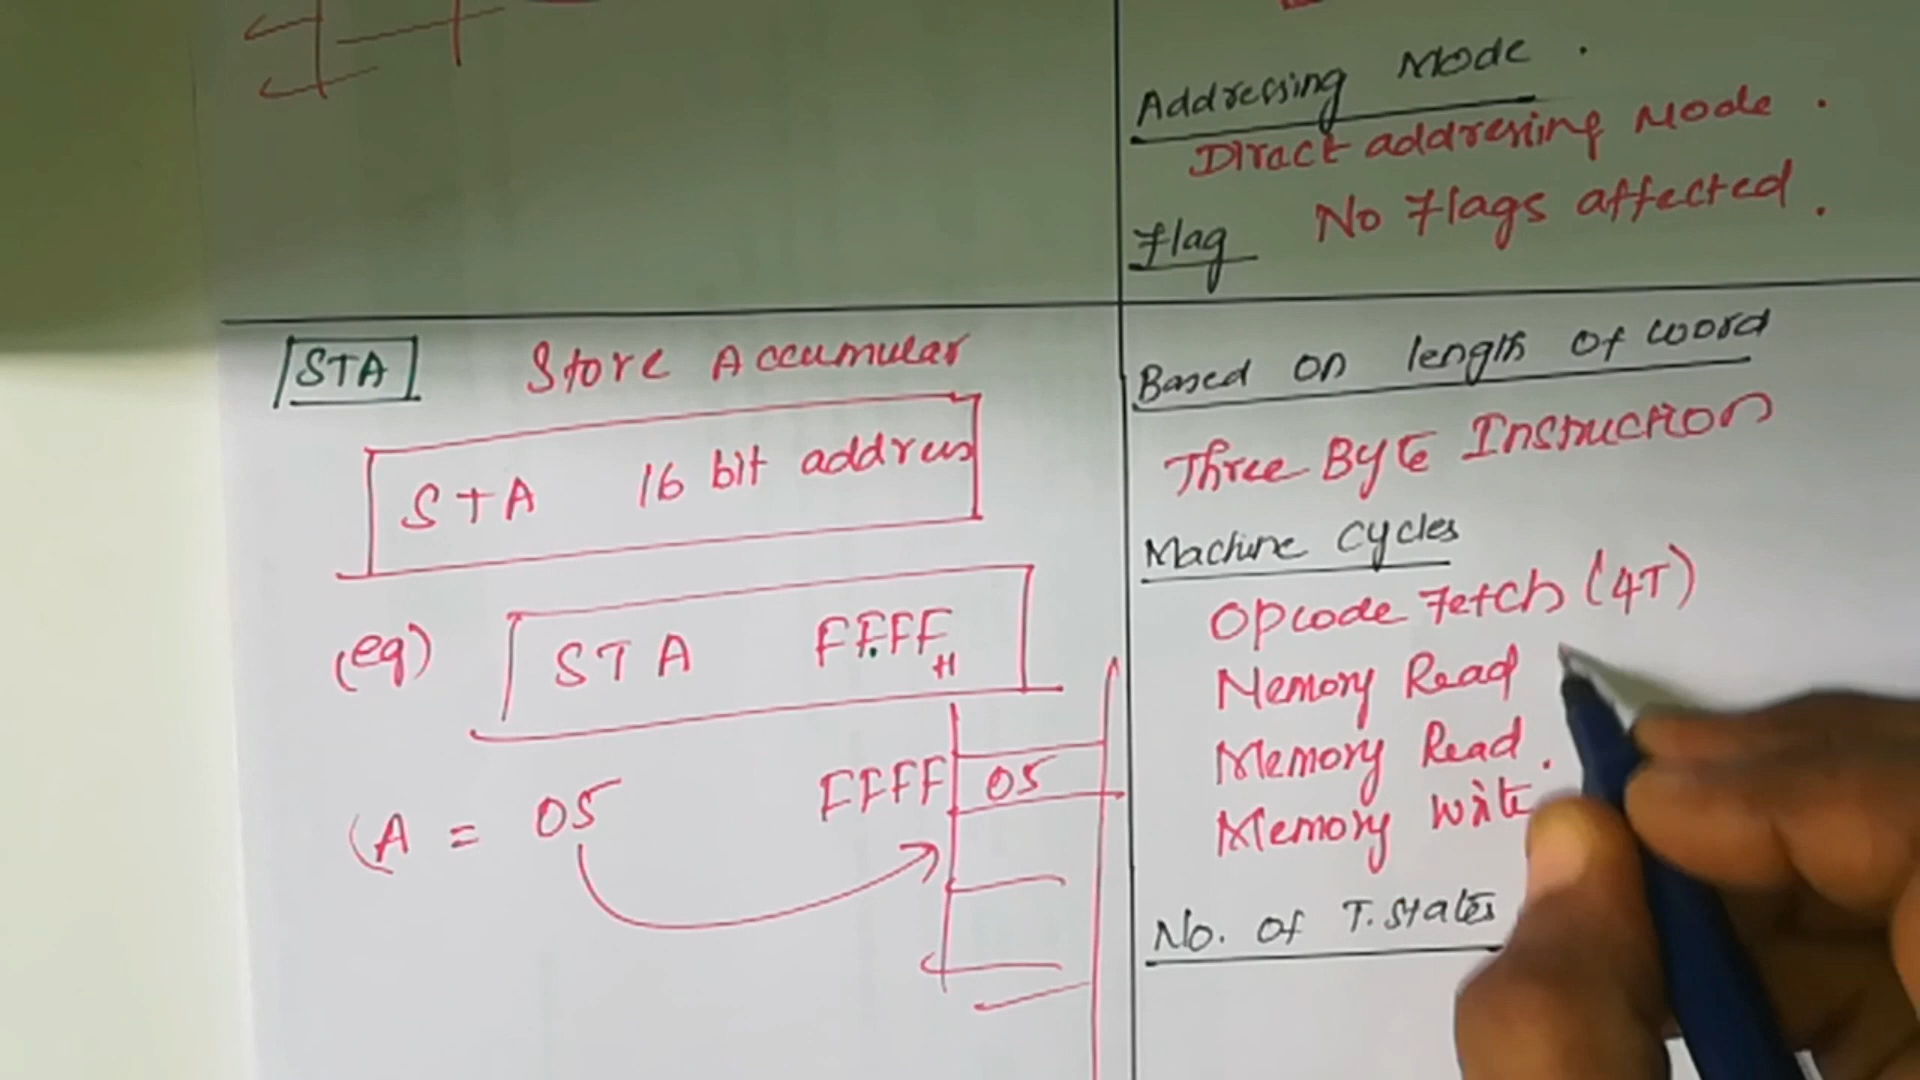 Addressing Mode .
Diract addressing Mode .
Flag No Flags affected .
STA Store Accumular
STA 16 bit address
(eg) STA FFFFH
A = 05 FFFF 05
Based on length of word
Three Byte Instruction
Machine Cycles
Opcode Fetch (4T)
Memory Read
Memory Read .
Memory write
No. of T. States